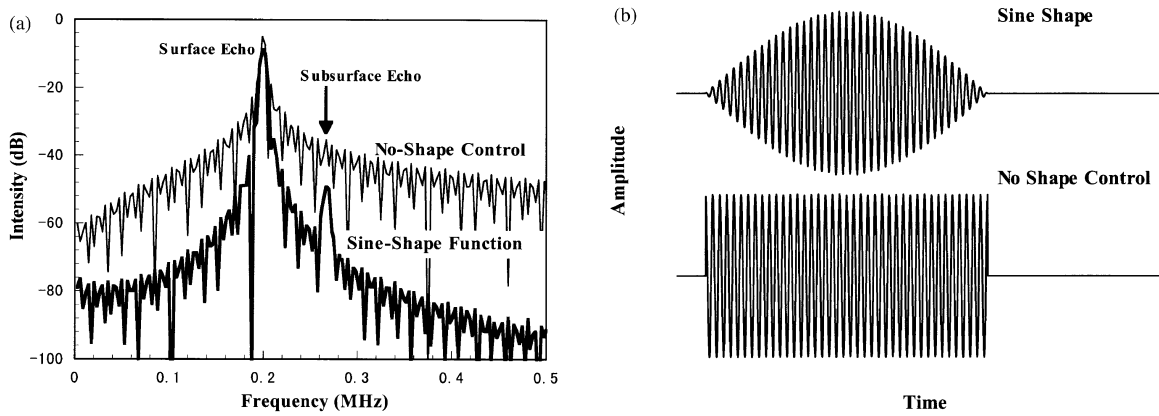 (a)
0
-20
-40
-60
-80
-100
Intensity (dB)
Surface Echo
Subsurface Echo
No-Shape Control
Sine-Shape Function
0
0.1
0.2
0.3
0.4
0.5
Frequency (MHz)
(b)
Sine Shape
No Shape Control
Amplitude
Time